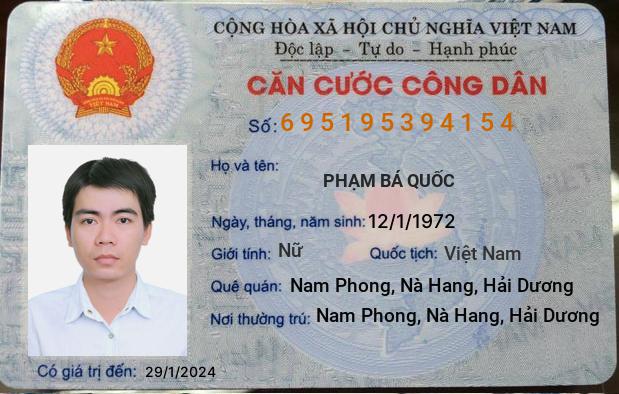 CỘNG HÒA XÃ HỘI CHỦ NGHĨA VIỆT NAM
Độc lập - Tự do - Hạnh phúc
CĂN CƯỚC CÔNG DÂN
Số: 695195394154
Họ và tên:
PHẠM BÁ QUỐC
Ngày, tháng, năm sinh: 12/1/1972
Giới tính: Nữ Quốc tịch: Việt Nam
Quê quán: Nam Phong, Nà Hang, Hải Dương
Nơi thường trú: Nam Phong, Nà Hang, Hải Dương
Có giá trị đến: 29/1/2024
VIỆT NAM